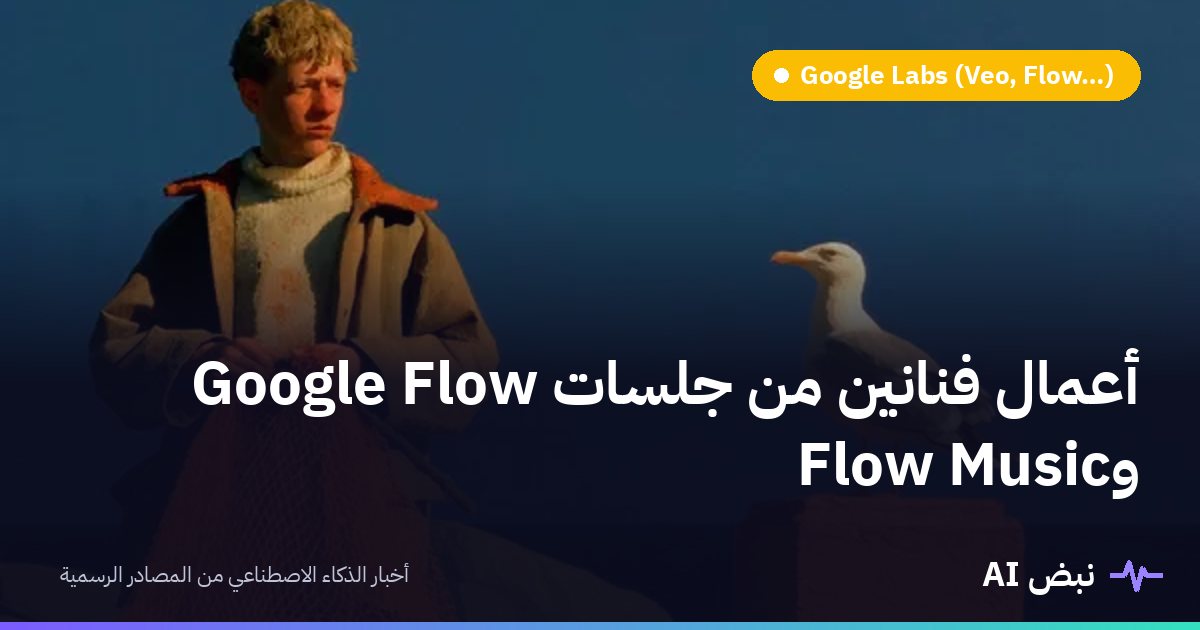 Google Labs (Veo, Flow...)
أعمال فنانين من جلسات Google Flow
وFlow Music
نبض AI
أخبار الذكاء الاصطناعي من المصادر الرسمية